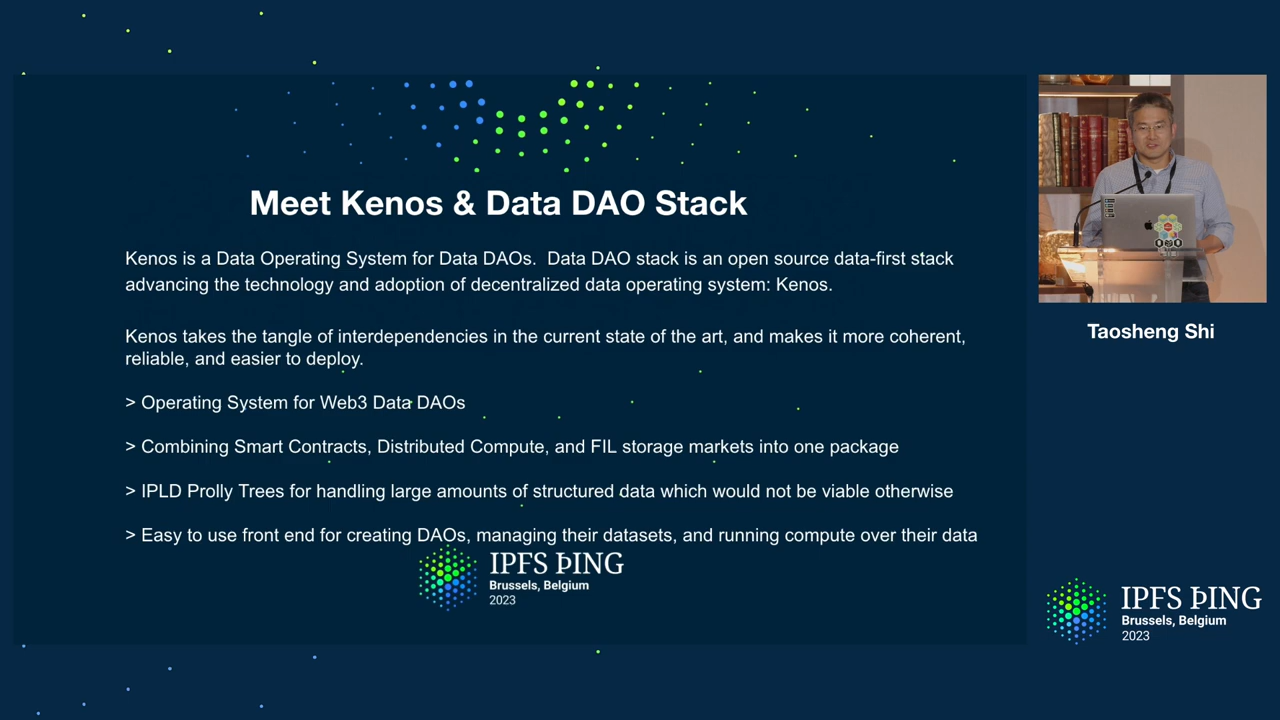 Meet Kenos & Data DAO Stack
Kenos is a Data Operating System for Data DAOs. Data DAO stack is an open source data-first stack
advancing the technology and adoption of decentralized data operating system: Kenos.
Kenos takes the tangle of interdependencies in the current state of the art, and makes it more coherent,
reliable, and easier to deploy.
> Operating System for Web3 Data DAOs
> Combining Smart Contracts, Distributed Compute, and FIL storage markets into one package
> IPLD Prolly Trees for handling large amounts of structured data which would not be viable otherwise
> Easy to use front end for creating DAOs, managing their datasets, and running compute over their data
IPFS ÞING
Brussels, Belgium
2023
Taosheng Shi
IPFS ÞING
Brussels, Belgium
2023